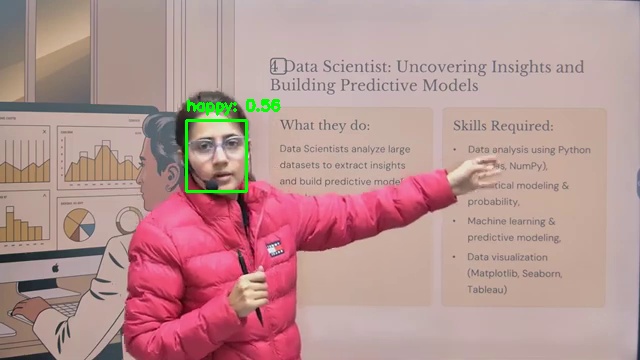 happy: 0.56
4 Data Scientist: Uncovering Insights and
Building Predictive Models
What they do:
Data Scientists analyze large
datasets to extract insights
and build predictive
Skills Required:
• Data analysis using Python
NumPy),
modeling &
probability,
• Machine learning &
predictive modeling,
• Data visualization
(Matplotlib, Seaborn,
Tableau)
TOMMY